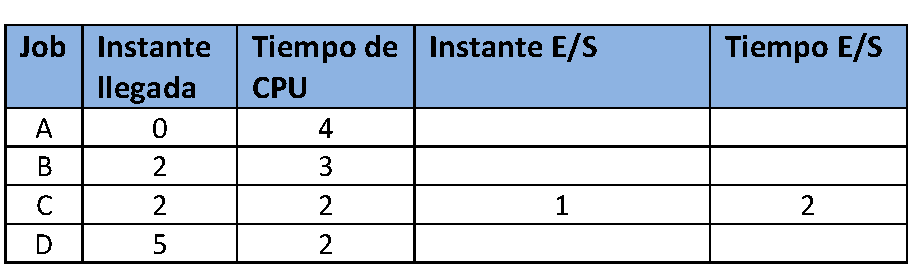 Job Instante llegada Tiempo de CPU Instante E/S Tiempo E/S
A 0 4
B 2 3
C 2 2 1 2
D 5 2